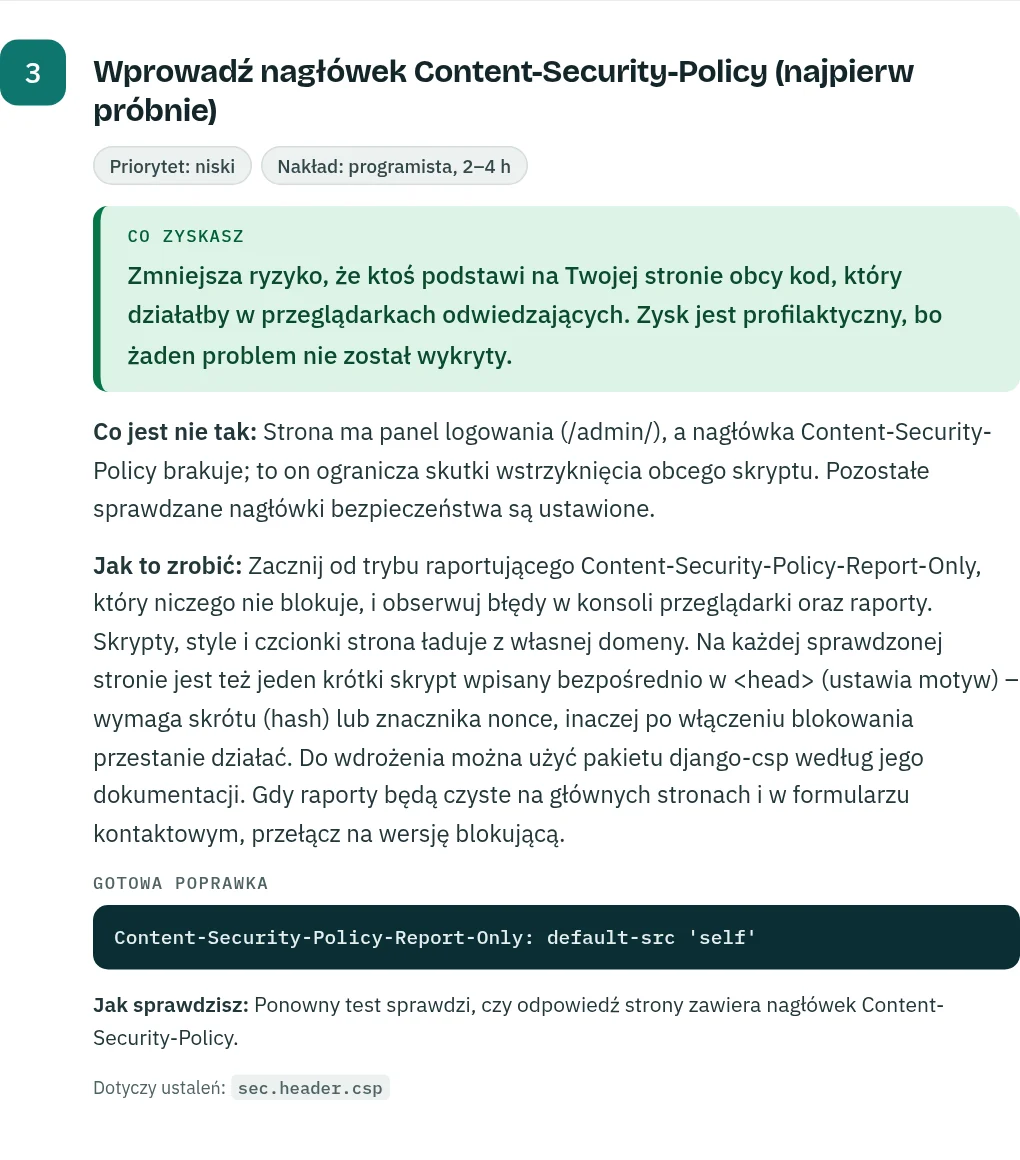 3
Wprowadź nagłówek Content-Security-Policy (najpierw
próbnie)
Priorytet: niski
Nakład: programista, 2–4 h
CO ZYSKASZ
Zmniejsza ryzyko, że ktoś podstawi na Twojej stronie obcy kod, który
działałby w przeglądarkach odwiedzających. Zysk jest profilaktyczny, bo
żaden problem nie został wykryty.
Co jest nie tak: Strona ma panel logowania (/admin/), a nagłówka Content-Security-
Policy brakuje; to on ogranicza skutki wstrzyknięcia obcego skryptu. Pozostałe
sprawdzane nagłówki bezpieczeństwa są ustawione.
Jak to zrobić: Zacznij od trybu raportującego Content-Security-Policy-Report-Only,
który niczego nie blokuje, i obserwuj błędy w konsoli przeglądarki oraz raporty.
Skrypty, style i czcionki strona ładuje z własnej domeny. Na każdej sprawdzonej
stronie jest też jeden krótki skrypt wpisany bezpośrednio w <head> (ustawia motyw) –
wymaga skrótu (hash) lub znacznika nonce, inaczej po włączeniu blokowania
przestanie działać. Do wdrożenia można użyć pakietu django-csp według jego
dokumentacji. Gdy raporty będą czyste na głównych stronach i w formularzu
kontaktowym, przełącz na wersję blokującą.
GOTOWA POPRAWKA
Content-Security-Policy-Report-Only: default-src 'self'
Jak sprawdzisz: Ponowny test sprawdzi, czy odpowiedź strony zawiera nagłówek Content-
Security-Policy.
Dotyczy ustaleń: sec.header.csp